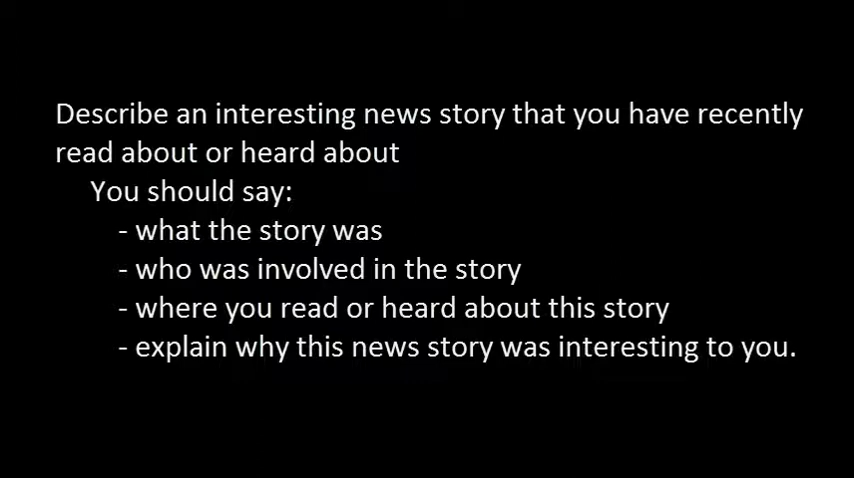 Describe an interesting news story that you have recently
read about or heard about
You should say:
- what the story was
- who was involved in the story
- where you read or heard about this story
- explain why this news story was interesting to you.